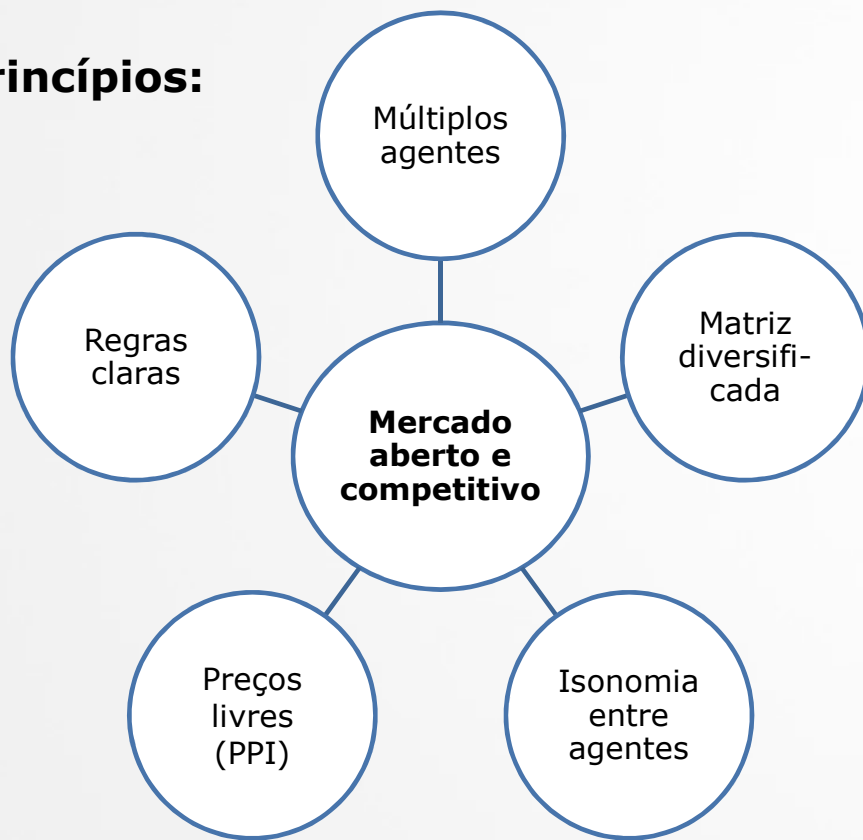 rincípios:
Múltiplos
agentes
Matriz
diversifi-
cada
Regras
claras
Mercado
aberto e
competitivo
Preços
livres
(PPI)
Isonomia
entre
agentes